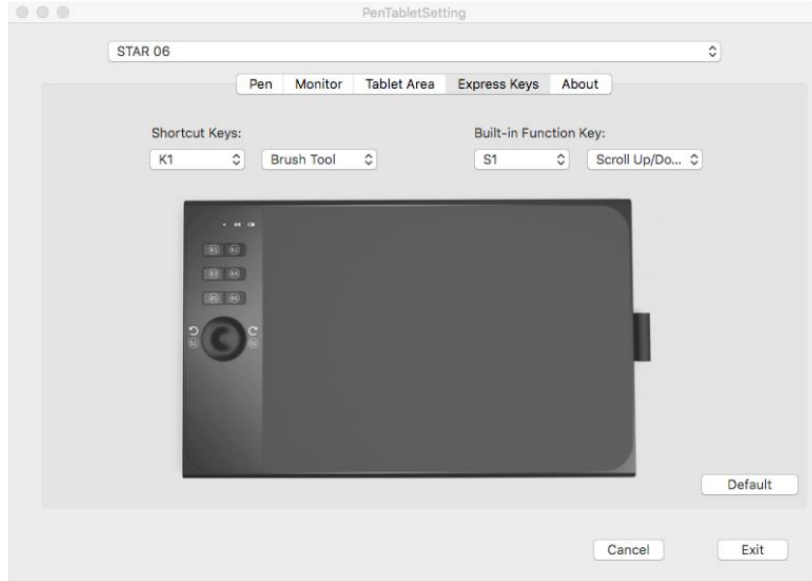 PenTabletSetting
STAR 06
Pen Monitor Tablet Area Express Keys About
Shortcut Keys: Built-in Function Key:
K1 Brush Tool S1 Scroll Up/Do...
Default
Cancel Exit